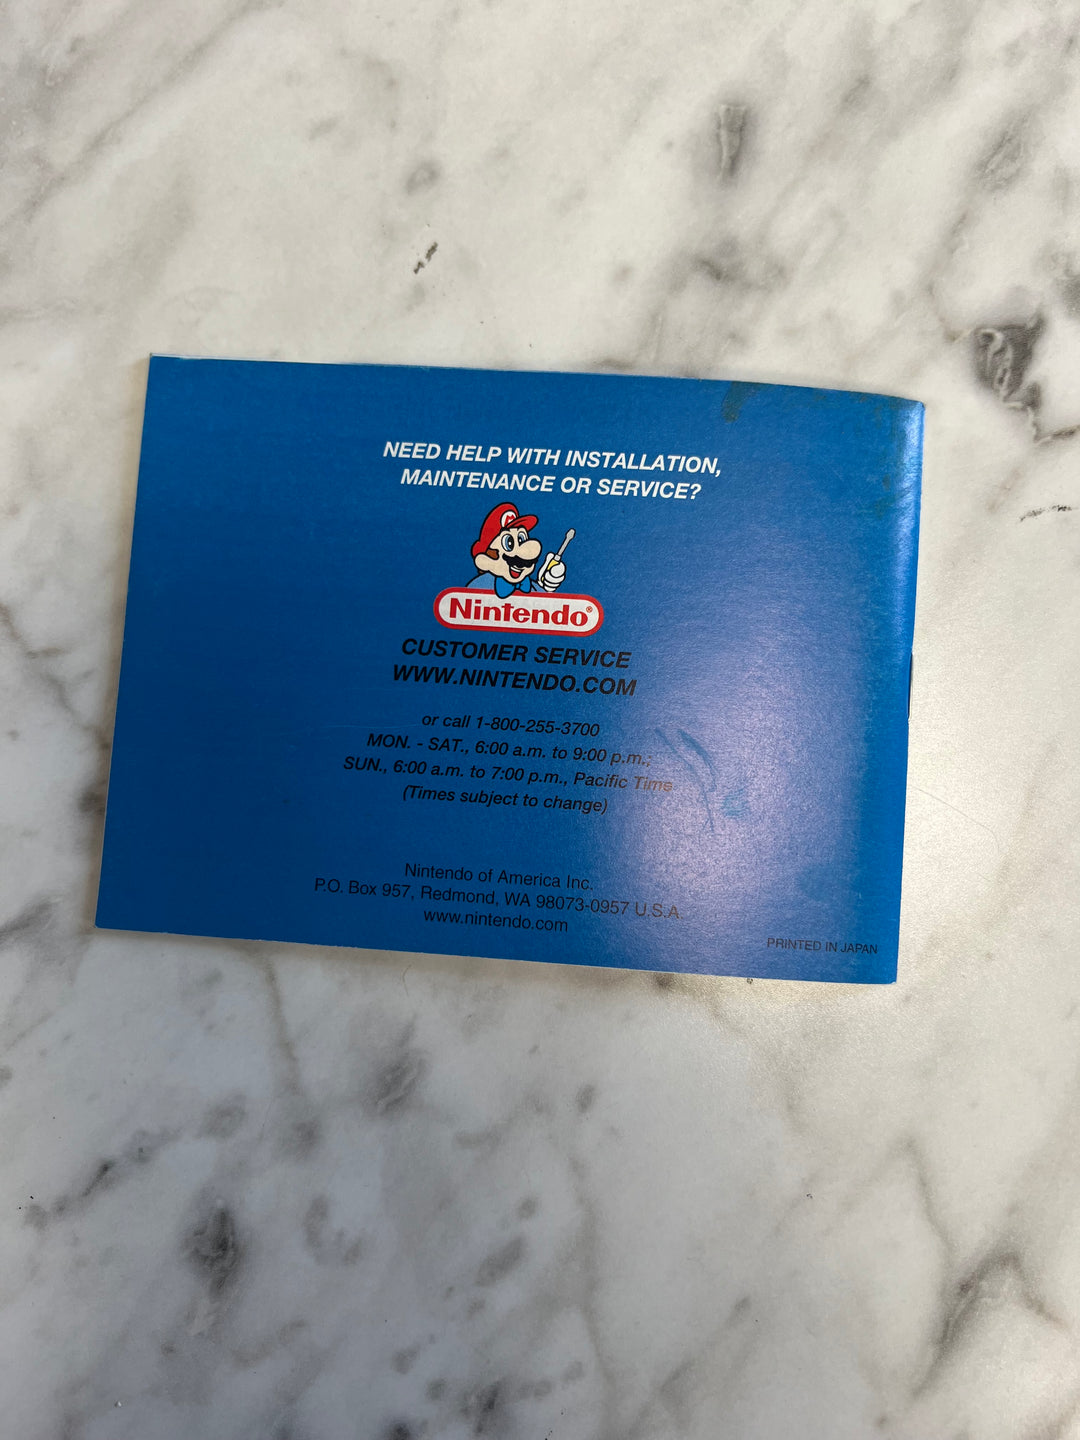 NEED HELP WITH INSTALLATION,
MAINTENANCE OR SERVICE?
M
Nintendo®
CUSTOMER SERVICE
WWW.NINTENDO.COM
or call 1-800-255-3700
MON. - SAT., 6:00 a.m. to 9:00 p.m.;
SUN., 6:00 a.m. to 7:00 p.m., Pacific Time
(Times subject to change)
Nintendo of America Inc.
P.O. Box 957, Redmond, WA 98073-0957 U.S.A.
www.nintendo.com
PRINTED IN JAPAN